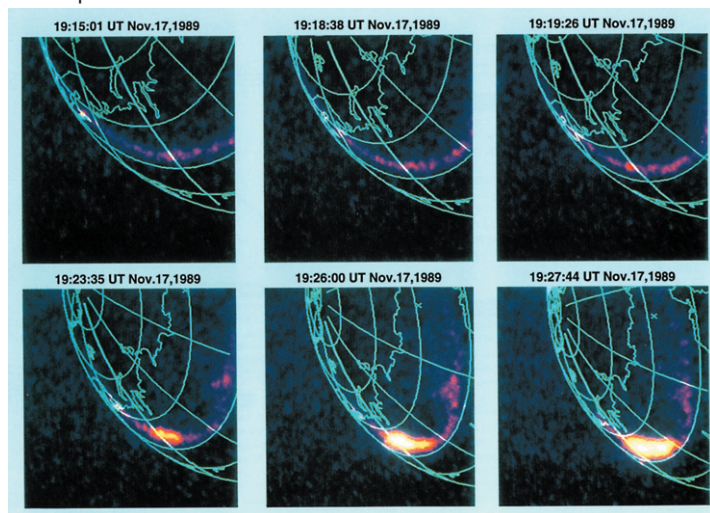 19:15:01 UT Nov.17,1989
19:18:38 UT Nov.17,1989
19:19:26 UT Nov.17,1989
19:23:35 UT Nov.17,1989
19:26:00 UT Nov.17,1989
19:27:44 UT Nov.17,1989